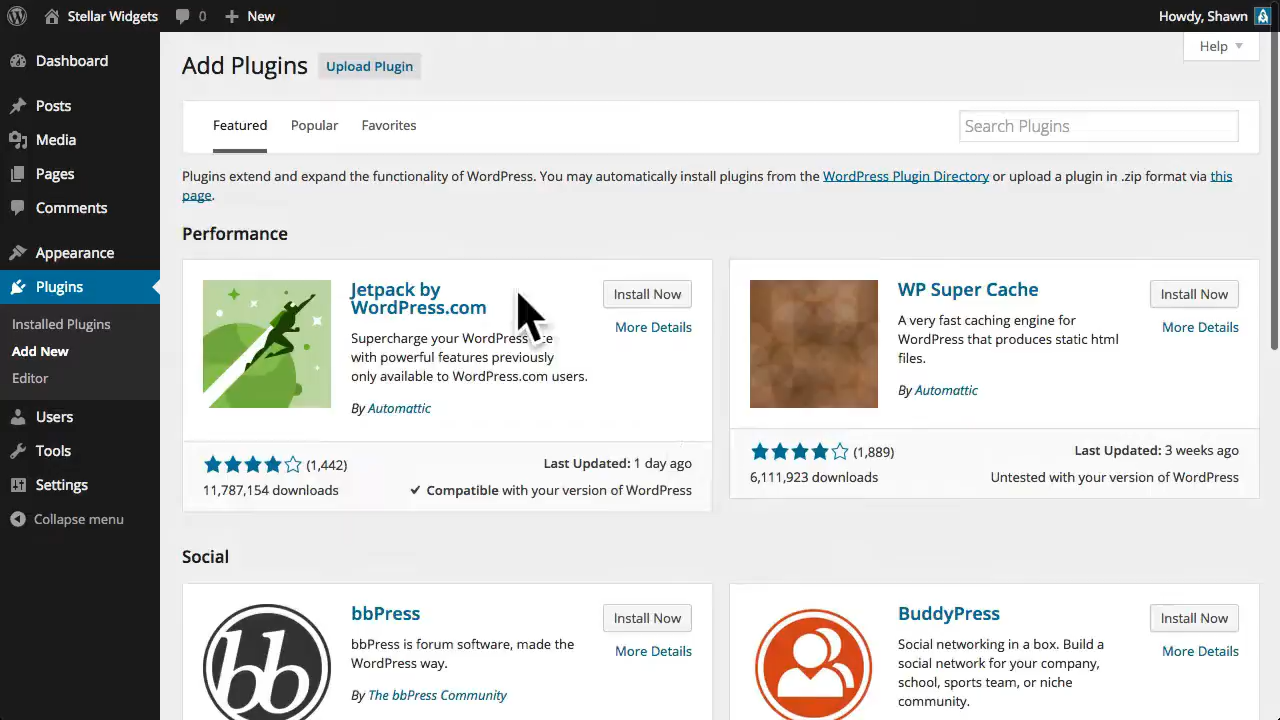 Stellar Widgets 0 New Howdy, Shawn
Help
Dashboard
Posts
Media
Pages
Comments
Appearance
Plugins
Installed Plugins
Add New
Editor
Users
Tools
Settings
Collapse menu
Add Plugins Upload Plugin
Featured Popular Favorites Search Plugins
Plugins extend and expand the functionality of WordPress. You may automatically install plugins from the WordPress Plugin Directory or upload a plugin in .zip format via this
page.
Performance
Jetpack by
WordPress.com
Install Now
More Details
Supercharge your WordPress
with powerful features previously
only available to WordPress.com users.
By Automattic
(1,442)
11,787,154 downloads
Last Updated: 1 day ago
Compatible with your version of WordPress
WP Super Cache
Install Now
More Details
A very fast caching engine for
WordPress that produces static html
files.
By Automattic
(1,889)
6,111,923 downloads
Last Updated: 3 weeks ago
Untested with your version of WordPress
Social
bb
bbPress
Install Now
More Details
bbPress is forum software, made the
WordPress way.
By The bbPress Community
BuddyPress
Install Now
More Details
Social networking in a box. Build a
social network for your company,
school, sports team, or niche
community.